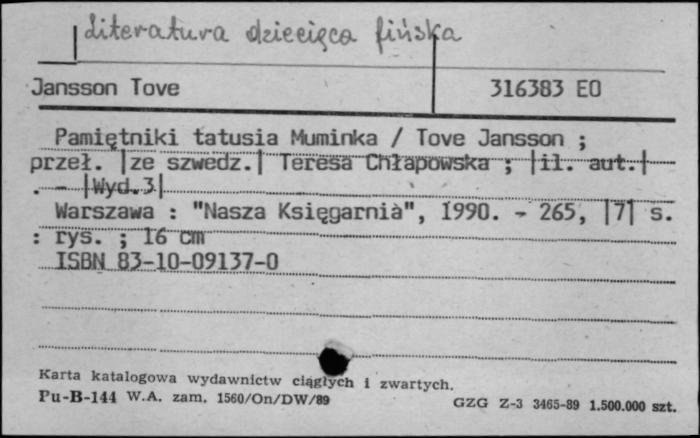 Literatura dziecięca fińska
Jansson Tove 316383 EO
Pamiętniki tatusia Muminka / Tove Jansson ;
przeł. |ze szwedz.| Teresa Chłapowska ; |il. aut.|
. - |Wyd.3|
Warszawa : "Nasza Księgarnia", 1990. - 265, |7| s.
: rys. ; 16 cm
ISBN 83-10-09137-0
Karta katalogowa wydawnictw ciągłych i zwartych.
Pu-B-144 W.A. zam. 1560/On/DW/89 GZG Z-3 3465-89 1.500.000 szt.